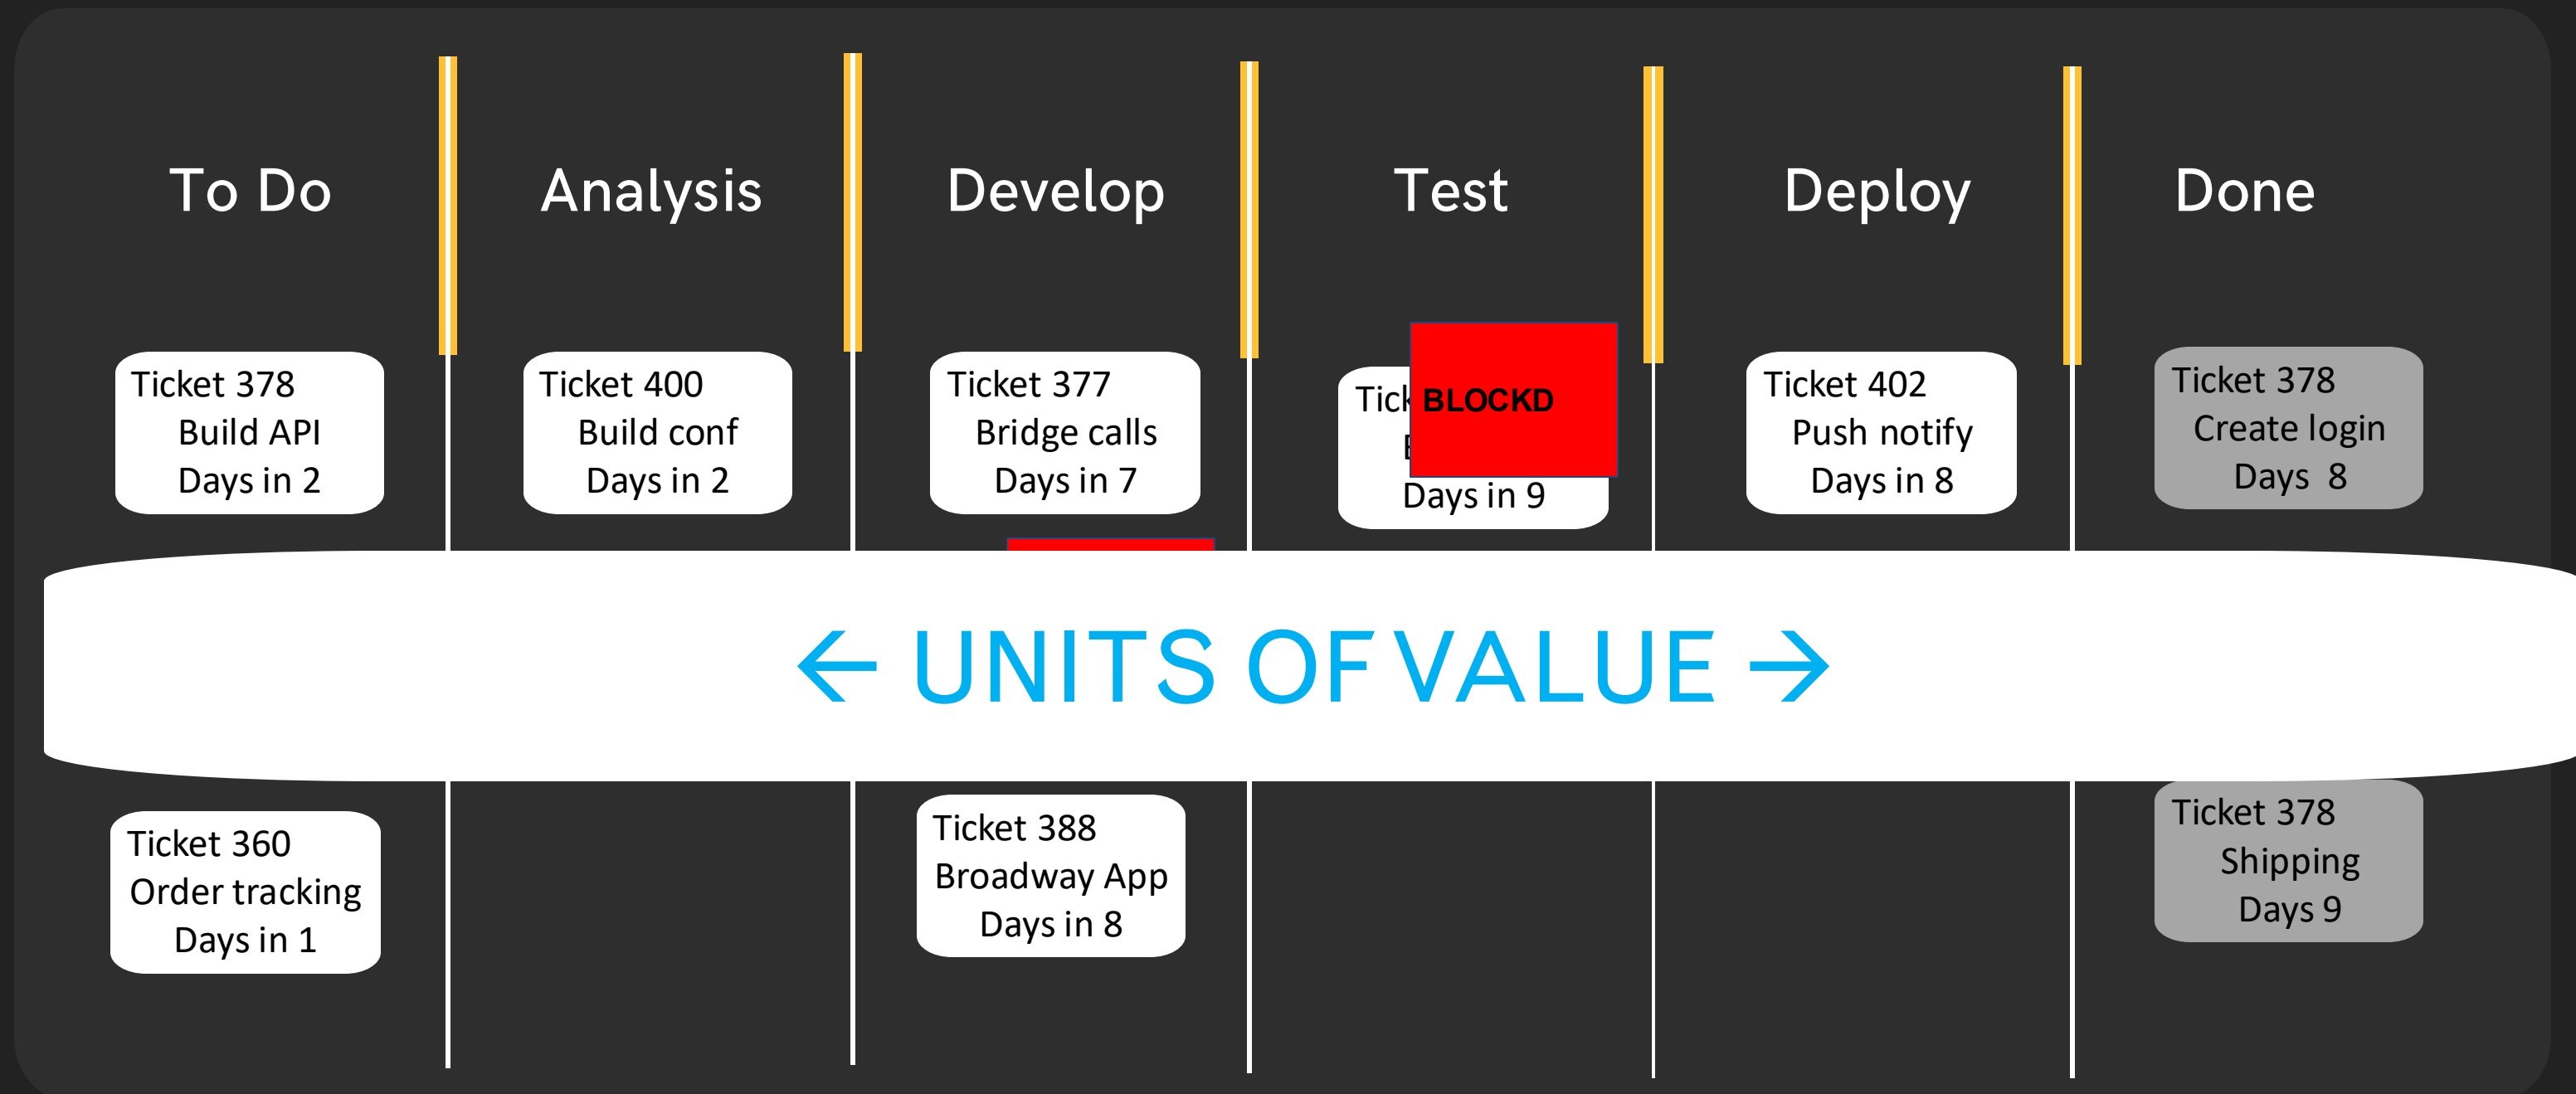 To Do
Analysis
Develop
Test
Deploy
Done
Ticket 378
Build API
Days in 2
Ticket 400
Build conf
Days in 2
Ticket 377
Bridge calls
Days in 7
BLOCKD
Days in 9
Ticket 402
Push notify
Days in 8
Ticket 378
Create login
Days 8
← UNITS OF VALUE →
Ticket 360
Order tracking
Days in 1
Ticket 388
Broadway App
Days in 8
Ticket 378
Shipping
Days 9